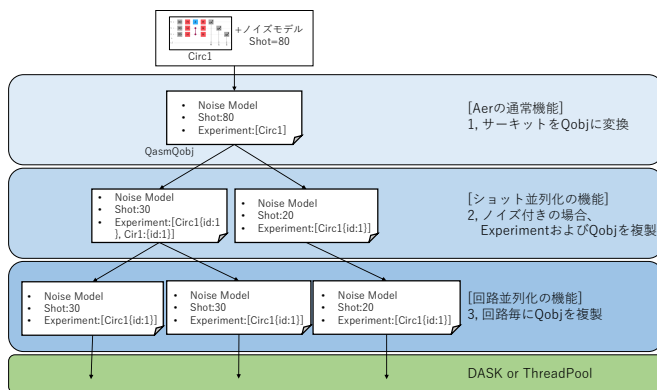 +ノイズモデル
Shot=80
Circ1
• Noise Model
• Shot:80
• Experiment:[Circ1]
QasmQobj
[Aerの通常機能]
1, サーキットをQobjに変換
• Noise Model
• Shot:30
• Experiment:[Circ1{id:1
}, Cir1:{id:1}]
• Noise Model
• Shot:20
• Experiment:[Circ1{id:1}]
[ショット並列化の機能]
2, ノイズ付きの場合、
ExperimentおよびQobjを複製
• Noise Model
• Shot:30
• Experiment:[Circ1{id:1}]
• Noise Model
• Shot:30
• Experiment:[Circ1{id:1}]
• Noise Model
• Shot:20
• Experiment:[Circ1{id:1}]
[回路並列化の機能]
3, 回路毎にQobjを複製
DASK or ThreadPool